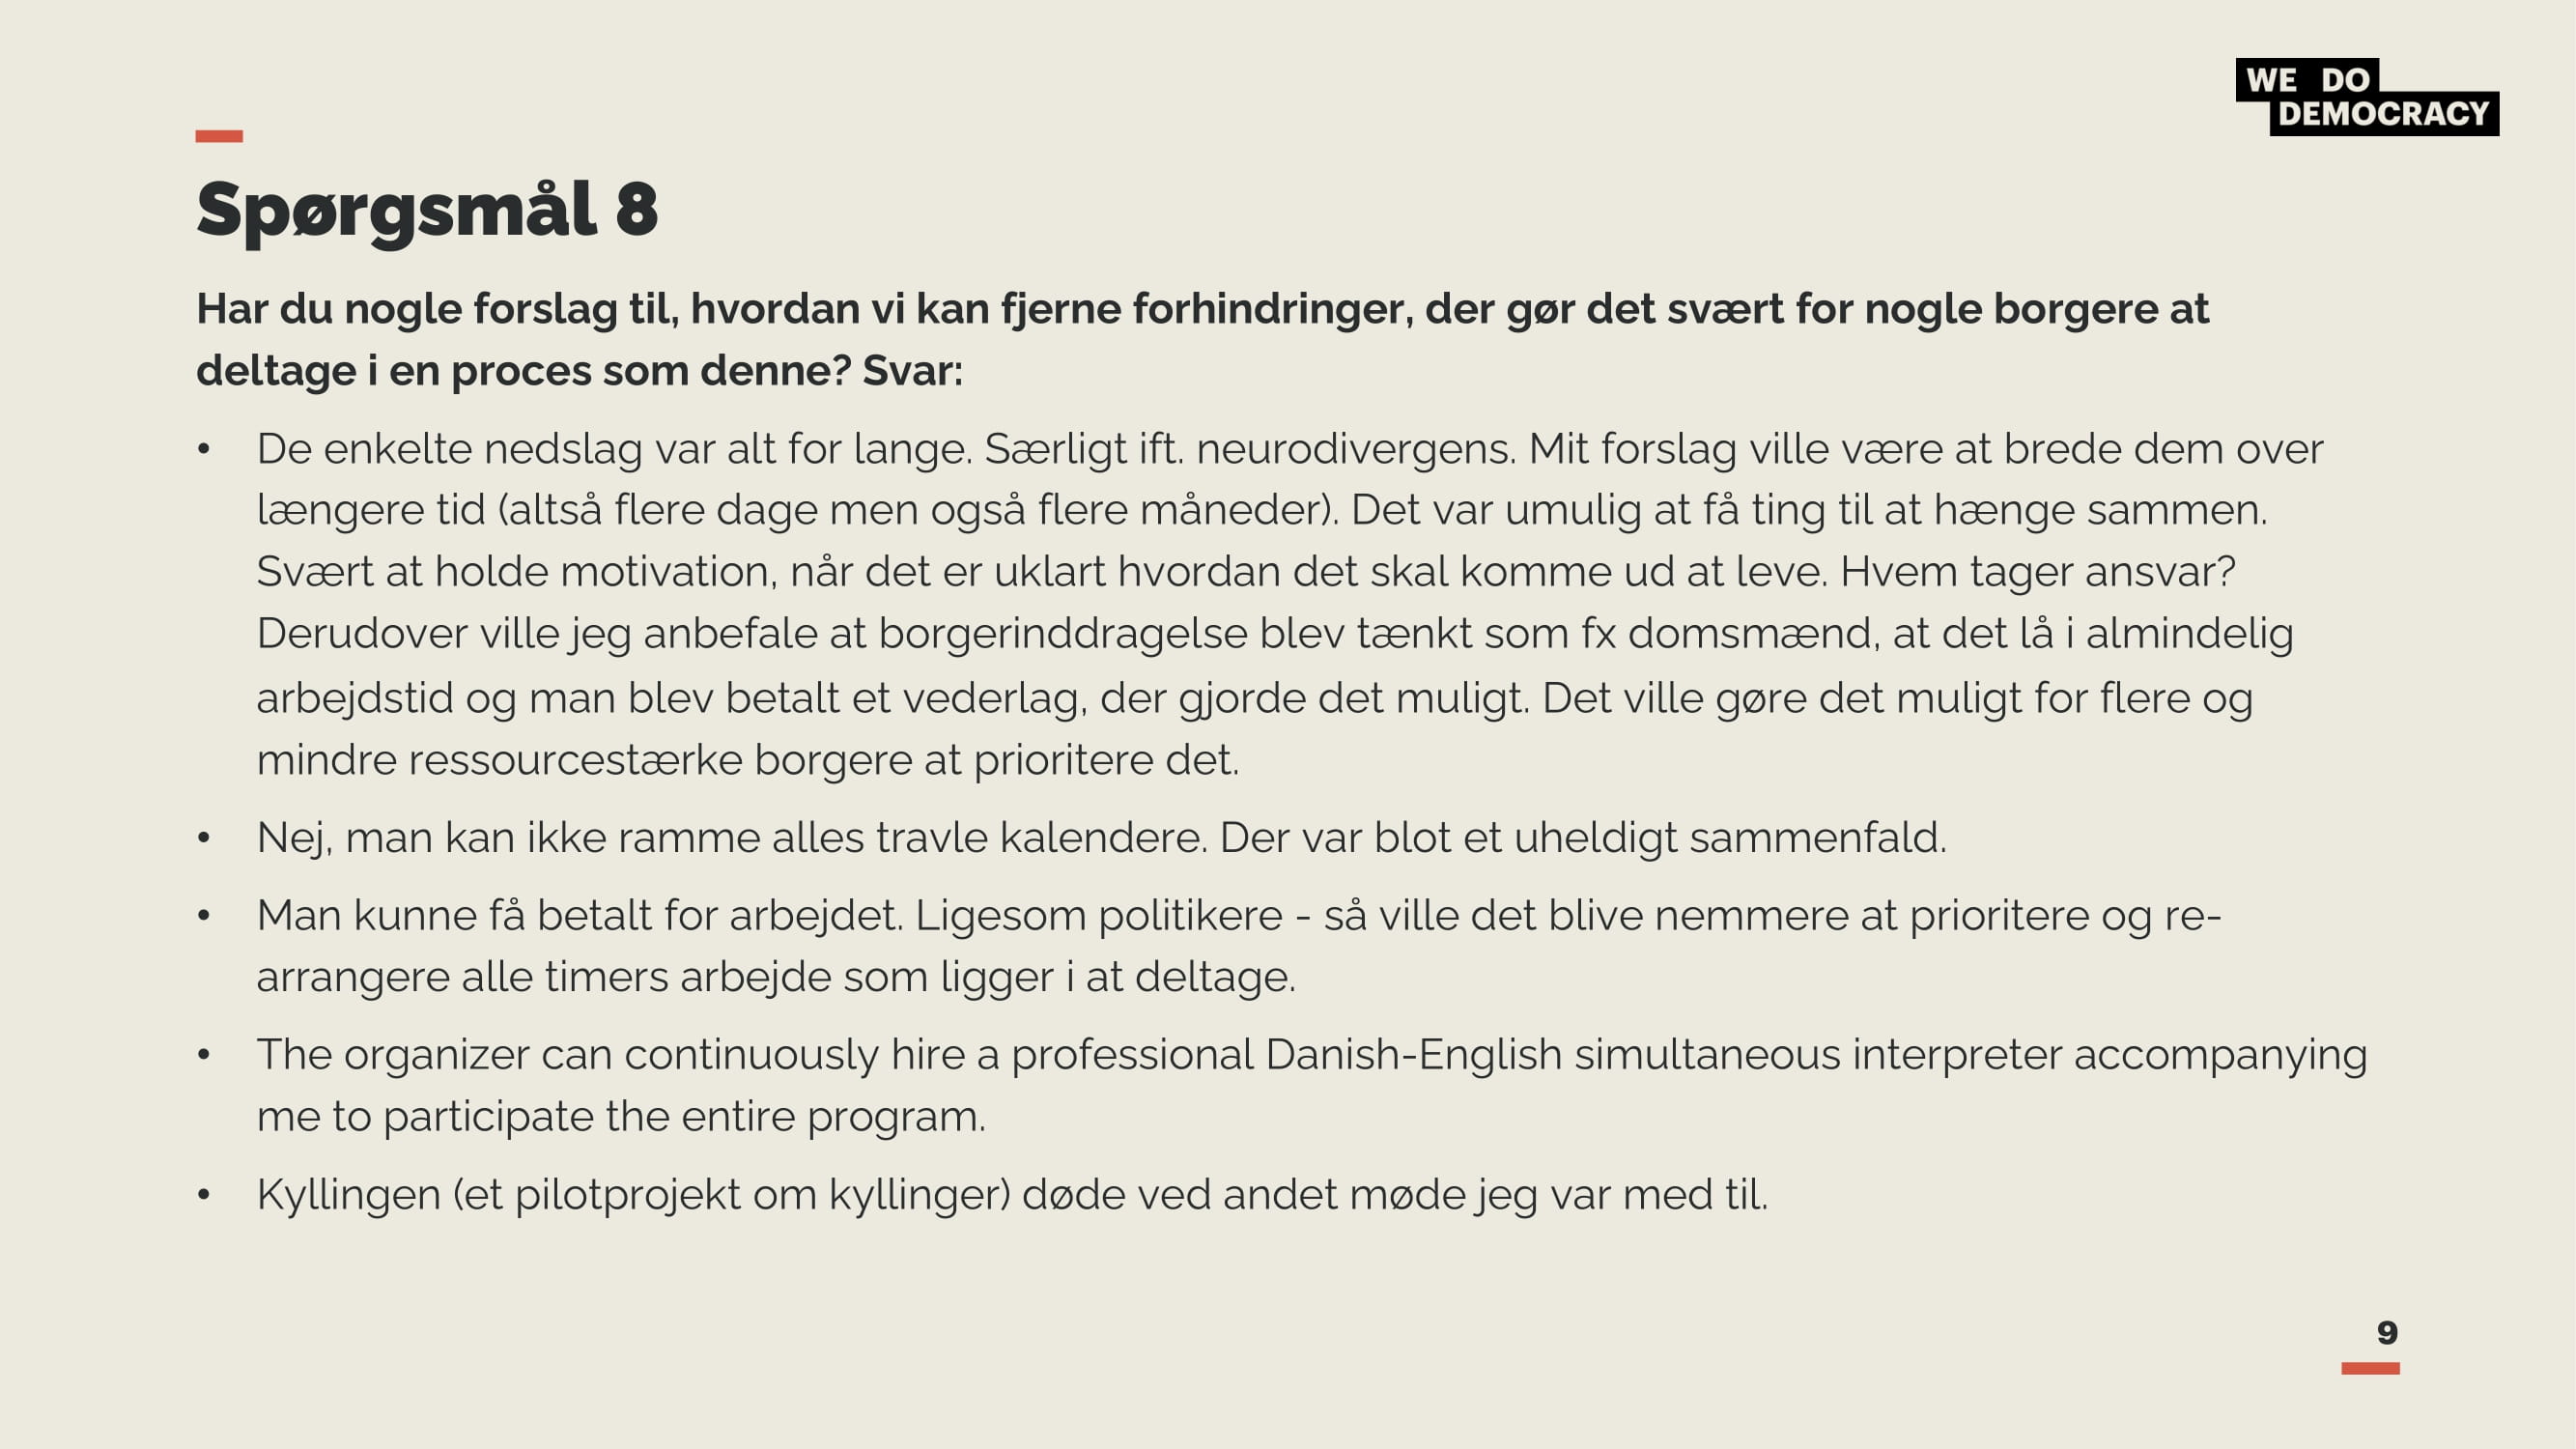 WE DO
DEMOCRACY
Spørgsmål 8
Har du nogle forslag til, hvordan vi kan fjerne forhindringer, der gør det svært for nogle borgere at
deltage i en proces som denne? Svar:
• De enkelte nedslag var alt for lange. Særligt ift. neurodivergens. Mit forslag ville være at brede dem over
længere tid (altså flere dage men også flere måneder). Det var umulig at få ting til at hænge sammen.
Svært at holde motivation, når det er uklart hvordan det skal komme ud at leve. Hvem tager ansvar?
Derudover ville jeg anbefale at borgerinddragelse blev tænkt som fx domsmænd, at det lå i almindelig
arbejdstid og man blev betalt et vederlag, der gjorde det muligt. Det ville gøre det muligt for flere og
mindre ressourcestærke borgere at prioritere det.
• Nej, man kan ikke ramme alles travle kalendere. Der var blot et uheldigt sammenfald.
• Man kunne få betalt for arbejdet. Ligesom politikere - så ville det blive nemmere at prioritere og re-
arrangere alle timers arbejde som ligger i at deltage.
• The organizer can continuously hire a professional Danish-English simultaneous interpreter accompanying
me to participate the entire program.
• Kyllingen (et pilotprojekt om kyllinger) døde ved andet møde jeg var med til.
9